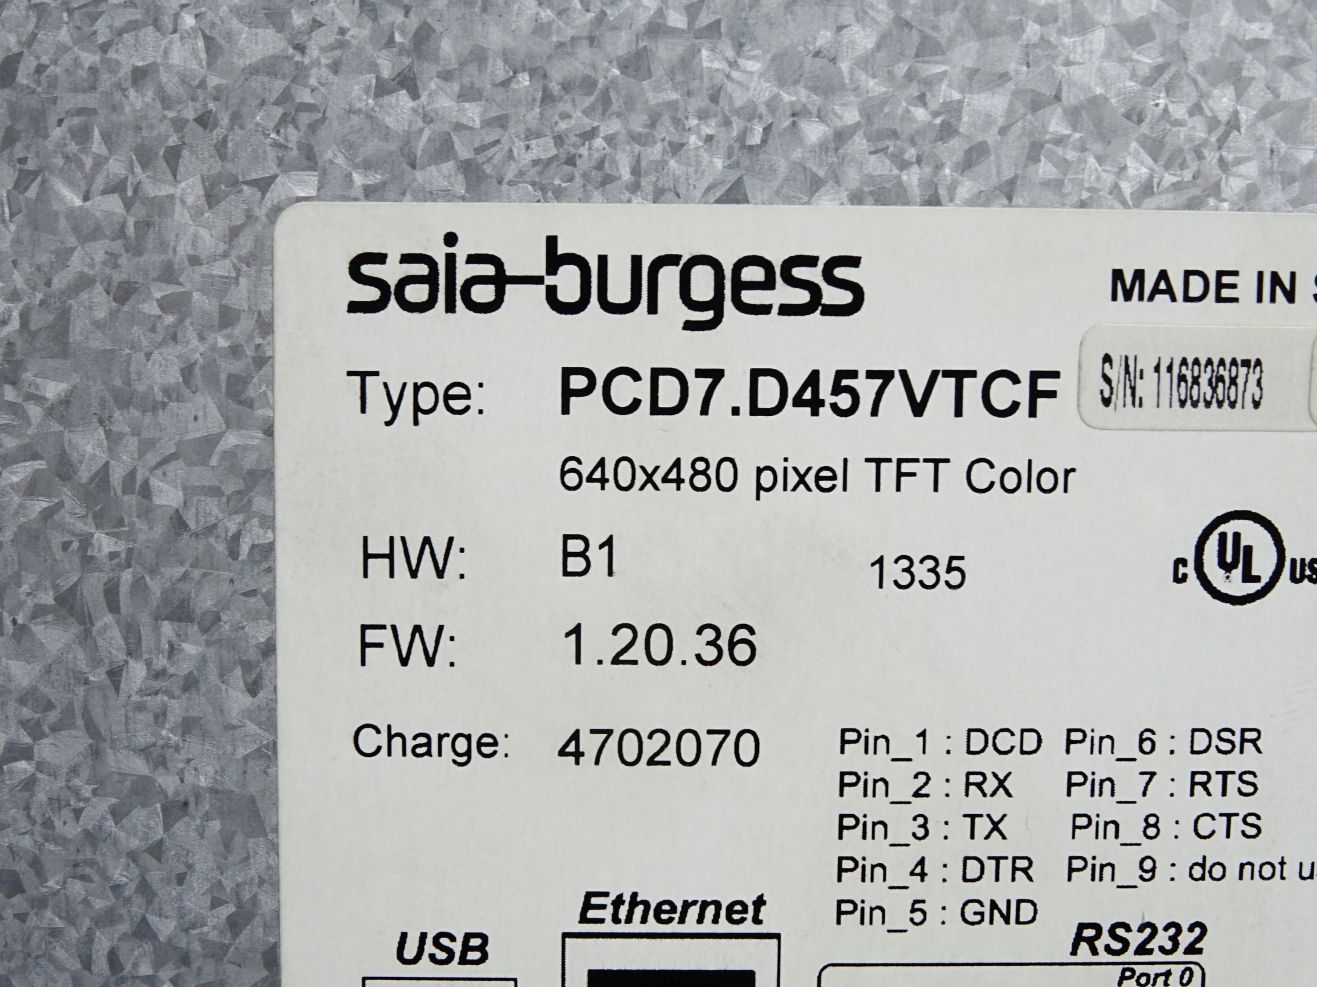 saia-burgess
MADE IN
Type: PCD7.D457VTCF
S/N: 116836873
640x480 pixel TFT Color
HW: B1
1335
C UL US
FW: 1.20.36
Charge: 4702070
Pin_1 : DCD Pin_6 : DSR
Pin_2 : RX Pin_7 : RTS
Pin_3 : TX Pin_8 : CTS
Pin_4 : DTR Pin_9 : do not
Pin_5 : GND
Ethernet
USB
RS232
Port 0